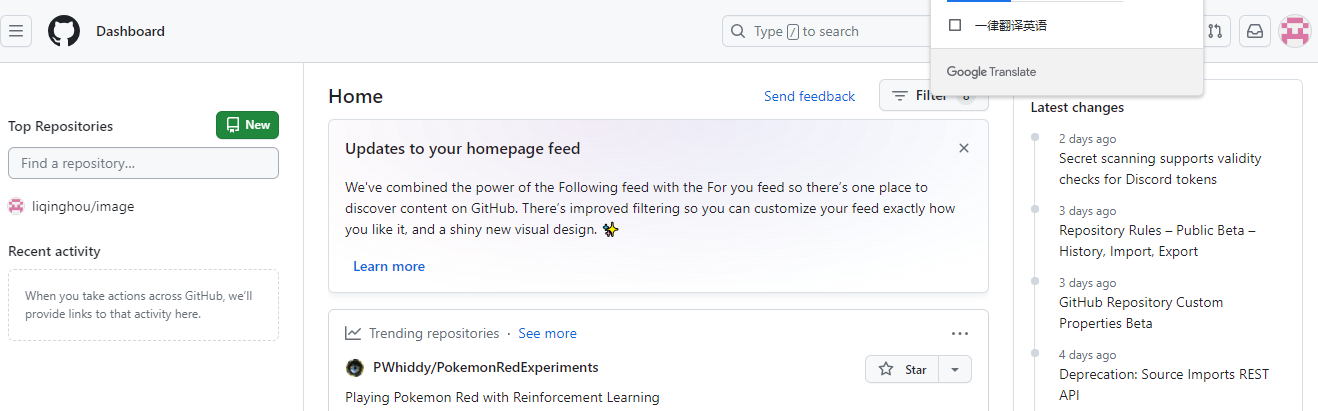 Dashboard
Type / to search
一律翻译英语
Google Translate
Top Repositories
New
Find a repository…
liqinghou/image
Recent activity
When you take actions across GitHub, we'll
provide links to that activity here.
Home
Send feedback
Filter 8
Updates to your homepage feed
We've combined the power of the Following feed with the For you feed so there's one place to
discover content on GitHub. There's improved filtering so you can customize your feed exactly how
you like it, and a shiny new visual design. ✨
Learn more
Trending repositories · See more
PWhiddy/PokemonRedExperiments
Star
Playing Pokemon Red with Reinforcement Learning
Latest changes
2 days ago
Secret scanning supports validity
checks for Discord tokens
3 days ago
Repository Rules – Public Beta –
History, Import, Export
3 days ago
GitHub Repository Custom
Properties Beta
4 days ago
Deprecation: Source Imports REST
API